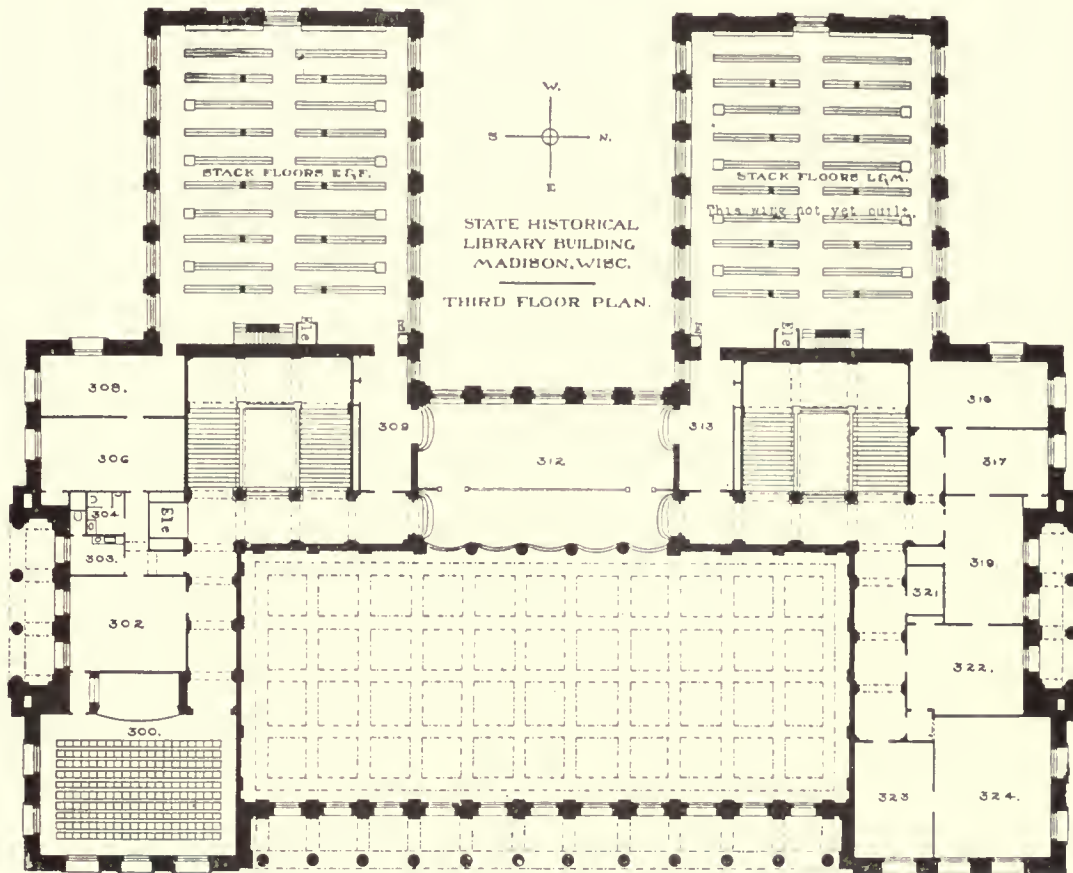 W.
S
N.
E
STACK FLOORS E & F.
STACK FLOORS L & M.
This wing not yet built.
STATE HISTORICAL
LIBRARY BUILDING
MADISON, WISC.
THIRD FLOOR PLAN.
Ele
Ele
308.
309
313
316
306
312
317
304
Ele
303.
319.
321
302
322.
300.
323
324.